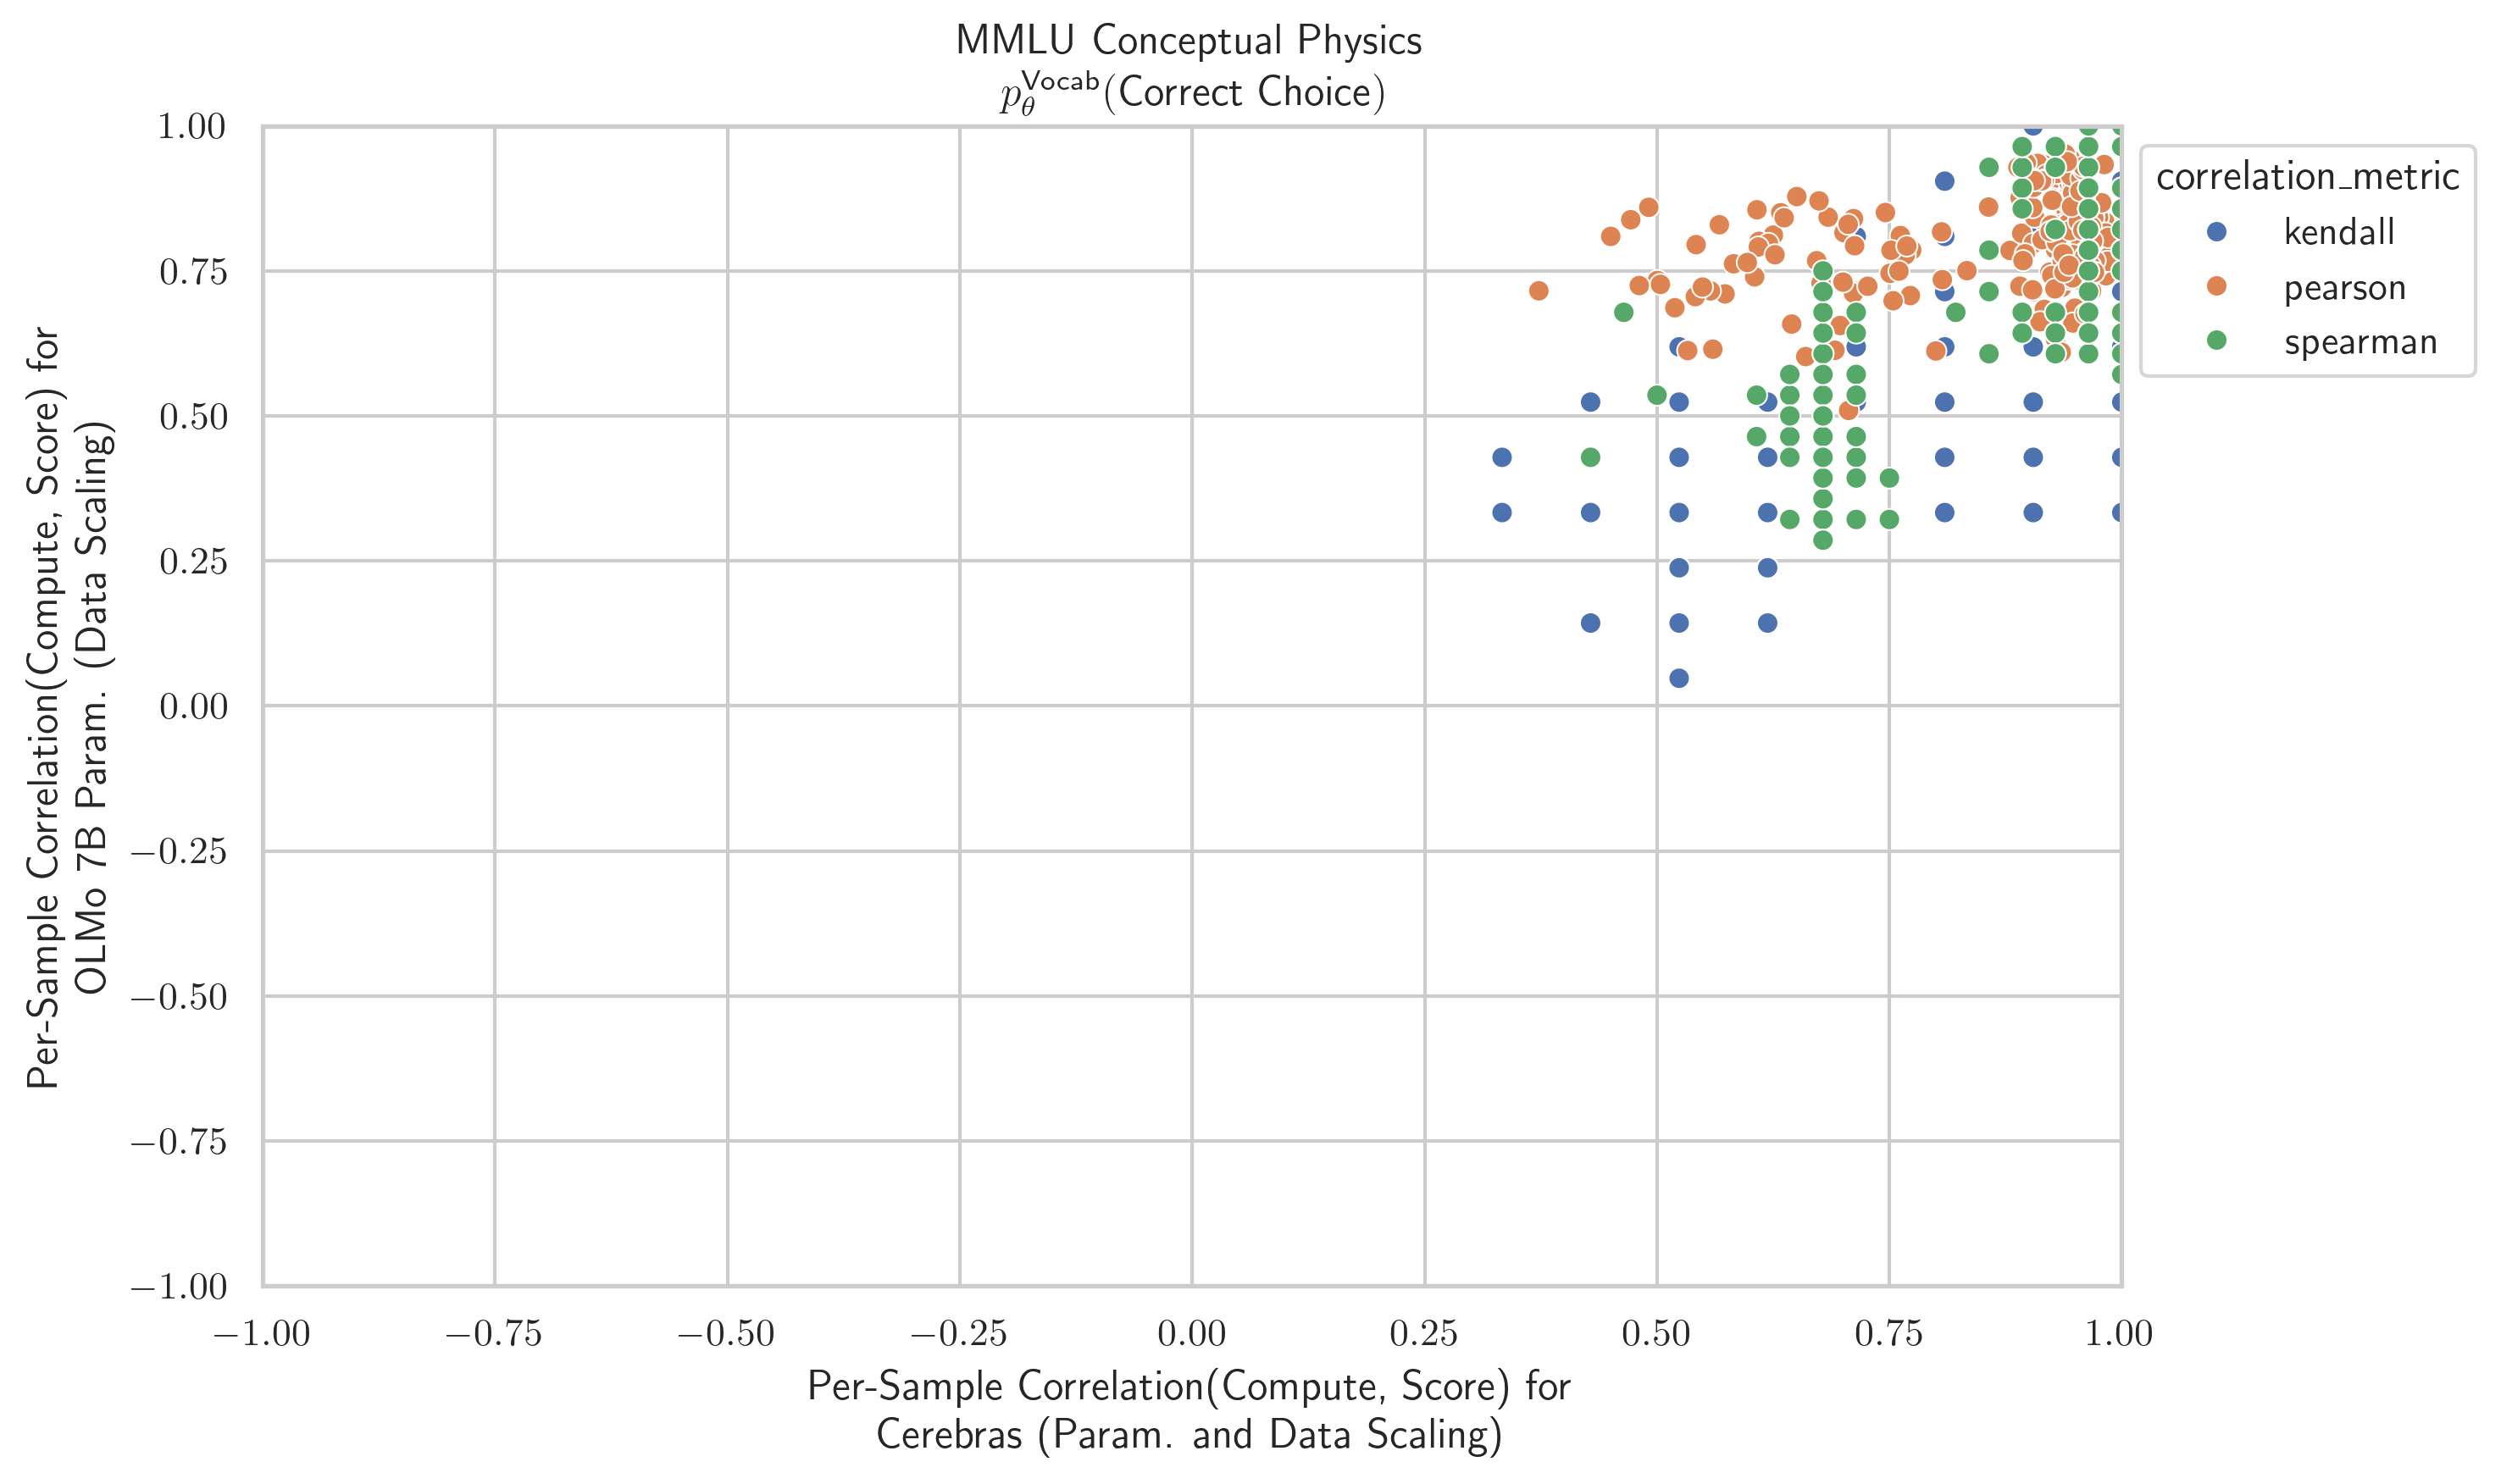 MMLU Conceptual Physics
p_θ^Vocab(Correct Choice)
1.00
0.75
0.50
0.25
0.00
−0.25
−0.50
−0.75
−1.00
Per-Sample Correlation(Compute, Score) for
OLMo 7B Param. (Data Scaling)
correlation_metric
kendall
pearson
spearman
−1.00 −0.75 −0.50 −0.25 0.00 0.25 0.50 0.75 1.00
Per-Sample Correlation(Compute, Score) for
Cerebras (Param. and Data Scaling)